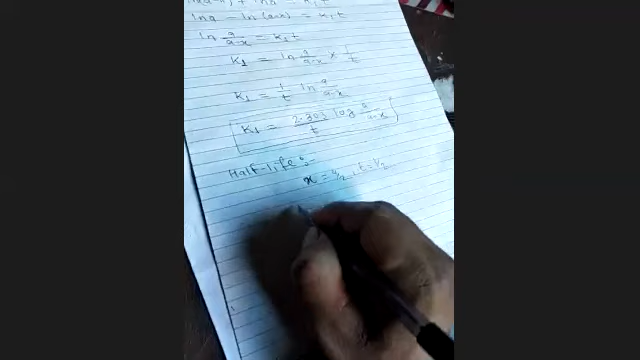 ln a - ln (a-x) = k₁t
ln a/a-x = k₁t
K₁ = ln a/a-x × 1/t
K₁ = 1/t ln a/a-x
K₁ = 2.303/t log a/a-x
Half-life:-
x = a/2, t = 1/2